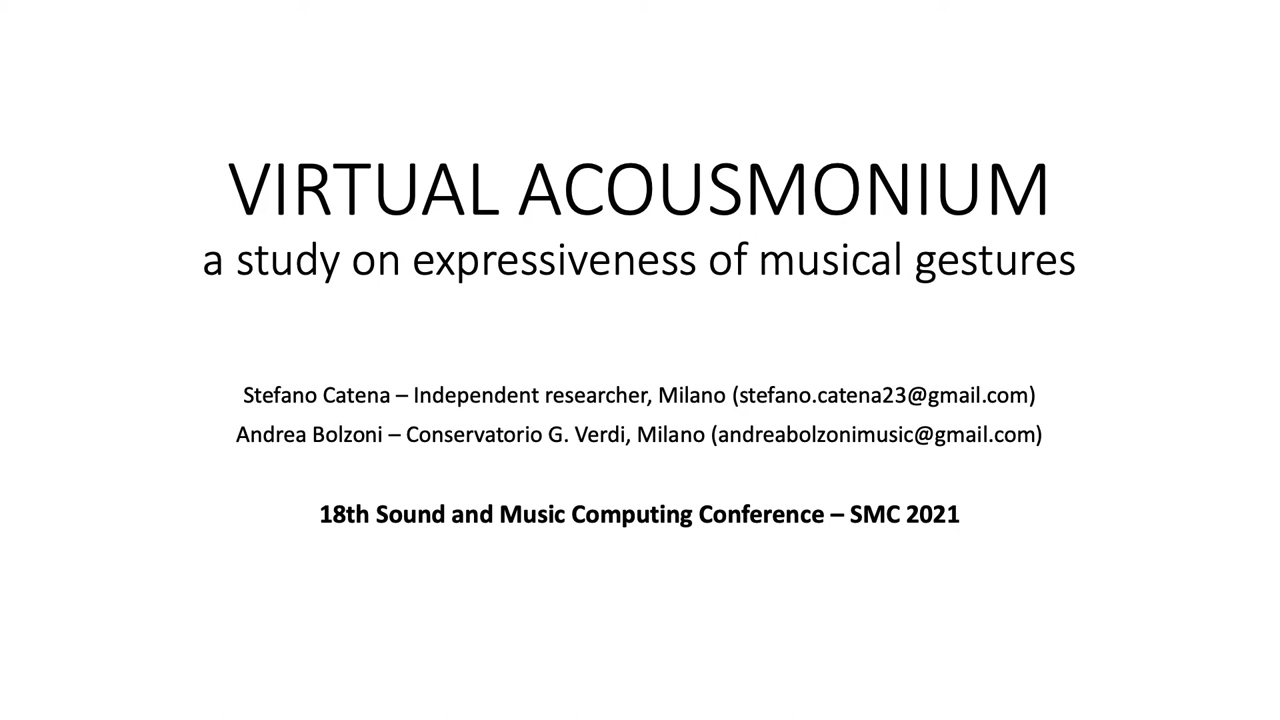 VIRTUAL ACOUSMONIUM
a study on expressiveness of musical gestures
Stefano Catena – Independent researcher, Milano (stefano.catena23@gmail.com)
Andrea Bolzoni – Conservatorio G. Verdi, Milano (andreabolzonimusic@gmail.com)
18th Sound and Music Computing Conference – SMC 2021